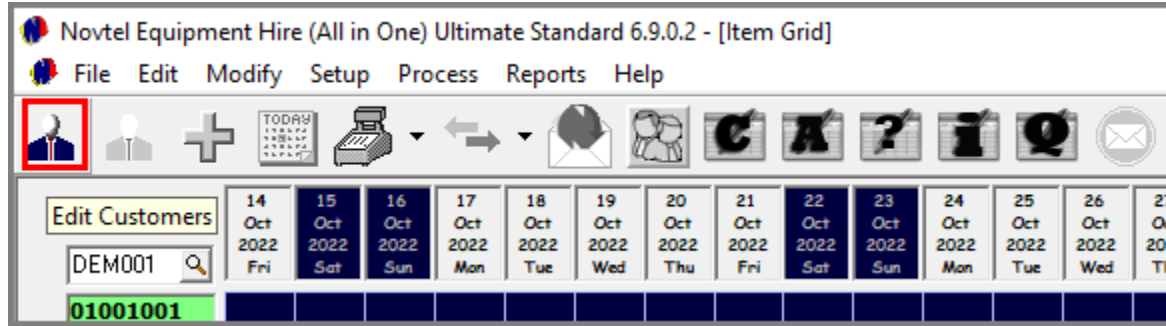 Novtel Equipment Hire (All in One) Ultimate Standard 6.9.0.2 - [Item Grid]
File Edit Modify Setup Process Reports Help
TODAY
¢ A ? i Q
Edit Customers
14 15 16 17 18 19 20 21 22 23 24 25 26
Oct Oct Oct Oct Oct Oct Oct Oct Oct Oct Oct Oct Oct
2022 2022 2022 2022 2022 2022 2022 2022 2022 2022 2022 2022 2022
Fri Sat Sun Mon Tue Wed Thu Fri Sat Sun Mon Tue Wed
DEM001
01001001